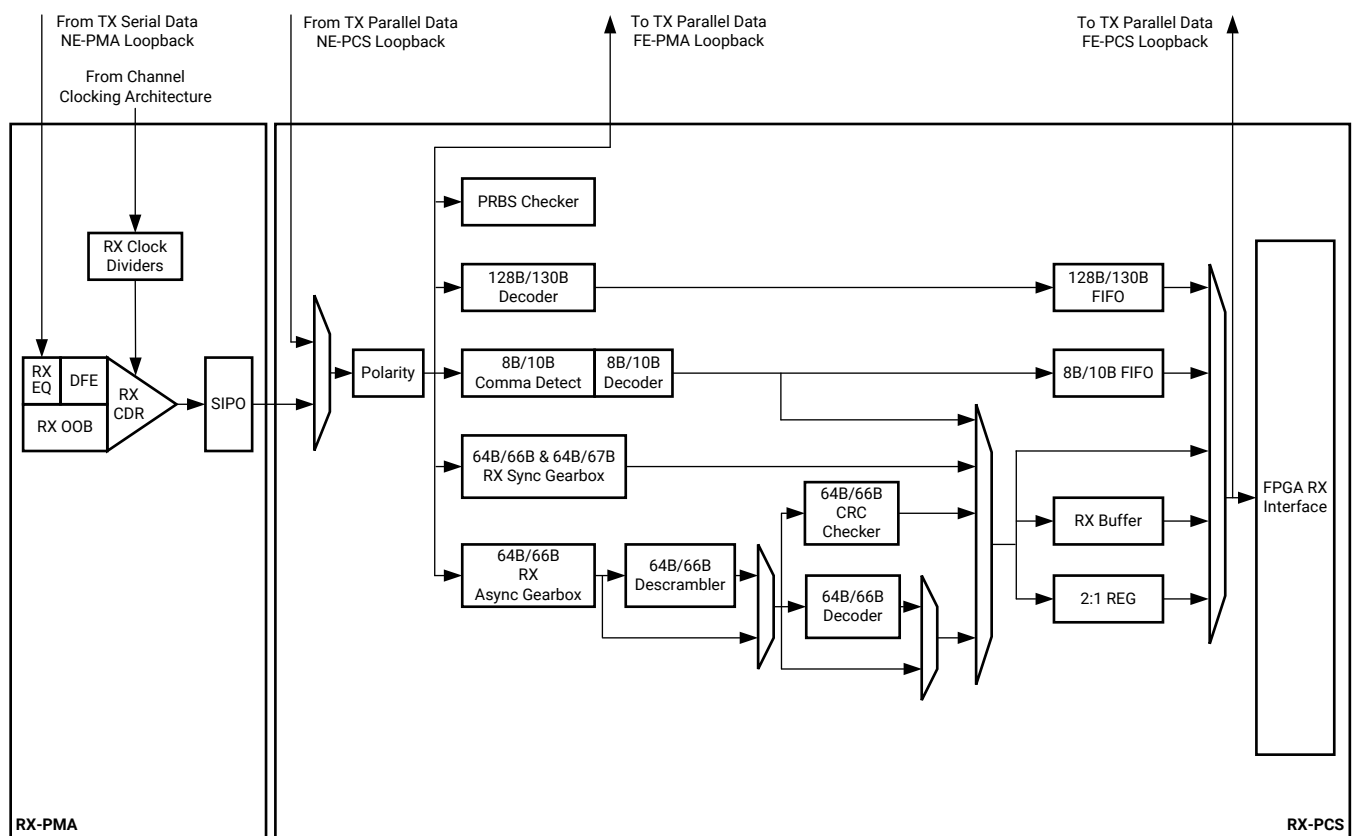 From TX Serial Data
NE-PMA Loopback
From TX Parallel Data
NE-PCS Loopback
To TX Parallel Data
FE-PMA Loopback
To TX Parallel Data
FE-PCS Loopback
From Channel
Clocking Architecture
PRBS Checker
RX Clock
Dividers
128B/130B
Decoder
128B/130B
FIFO
RX
EQ
DFE
RX
CDR
RX OOB
SIPO
Polarity
8B/10B
Comma Detect
8B/10B
Decoder
8B/10B FIFO
64B/66B & 64B/67B
RX Sync Gearbox
64B/66B
CRC
Checker
RX Buffer
FPGA RX
Interface
64B/66B
RX
Async Gearbox
64B/66B
Descrambler
64B/66B
Decoder
2:1 REG
RX-PMA
RX-PCS